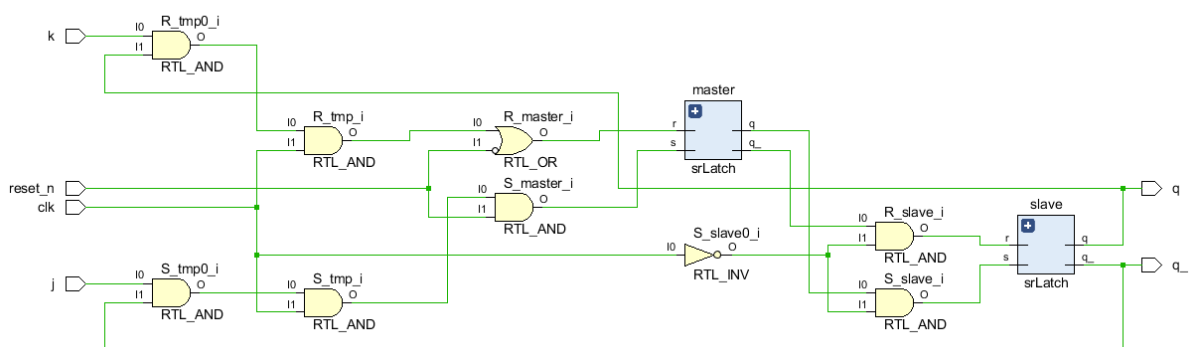 R_tmp0_i
k
I0
I1
O
RTL_AND
R_tmp_i
I0
I1
O
RTL_AND
R_master_i
I0
I1
O
RTL_OR
master
r
s
q
q_
srLatch
reset_n
clk
S_master_i
I0
I1
O
RTL_AND
q
S_slave0_i
I0
O
RTL_INV
R_slave_i
I0
I1
O
RTL_AND
slave
r
s
q
q_
srLatch
q_
S_tmp0_i
j
I0
I1
O
RTL_AND
S_tmp_i
I0
I1
O
RTL_AND
S_slave_i
I0
I1
O
RTL_AND